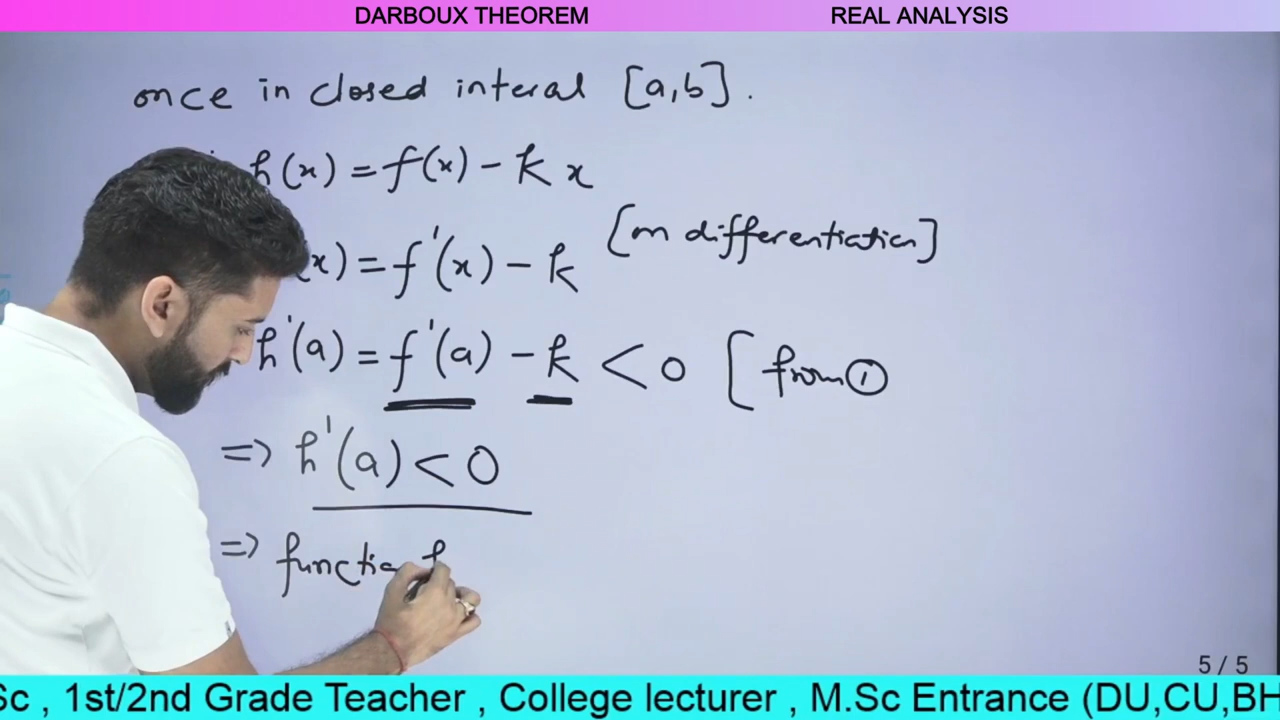 DARBOUX THEOREM REAL ANALYSIS
once in closed interal [a,b].
h(x) = f(x) - k x
x) = f'(x) - k [on differentiation]
h'(a) = f'(a) - k < 0 [from ①
=> h'(a) < 0
=> functio
5 / 5
Sc , 1st/2nd Grade Teacher , College lecturer , M.Sc Entrance (DU,CU,BH